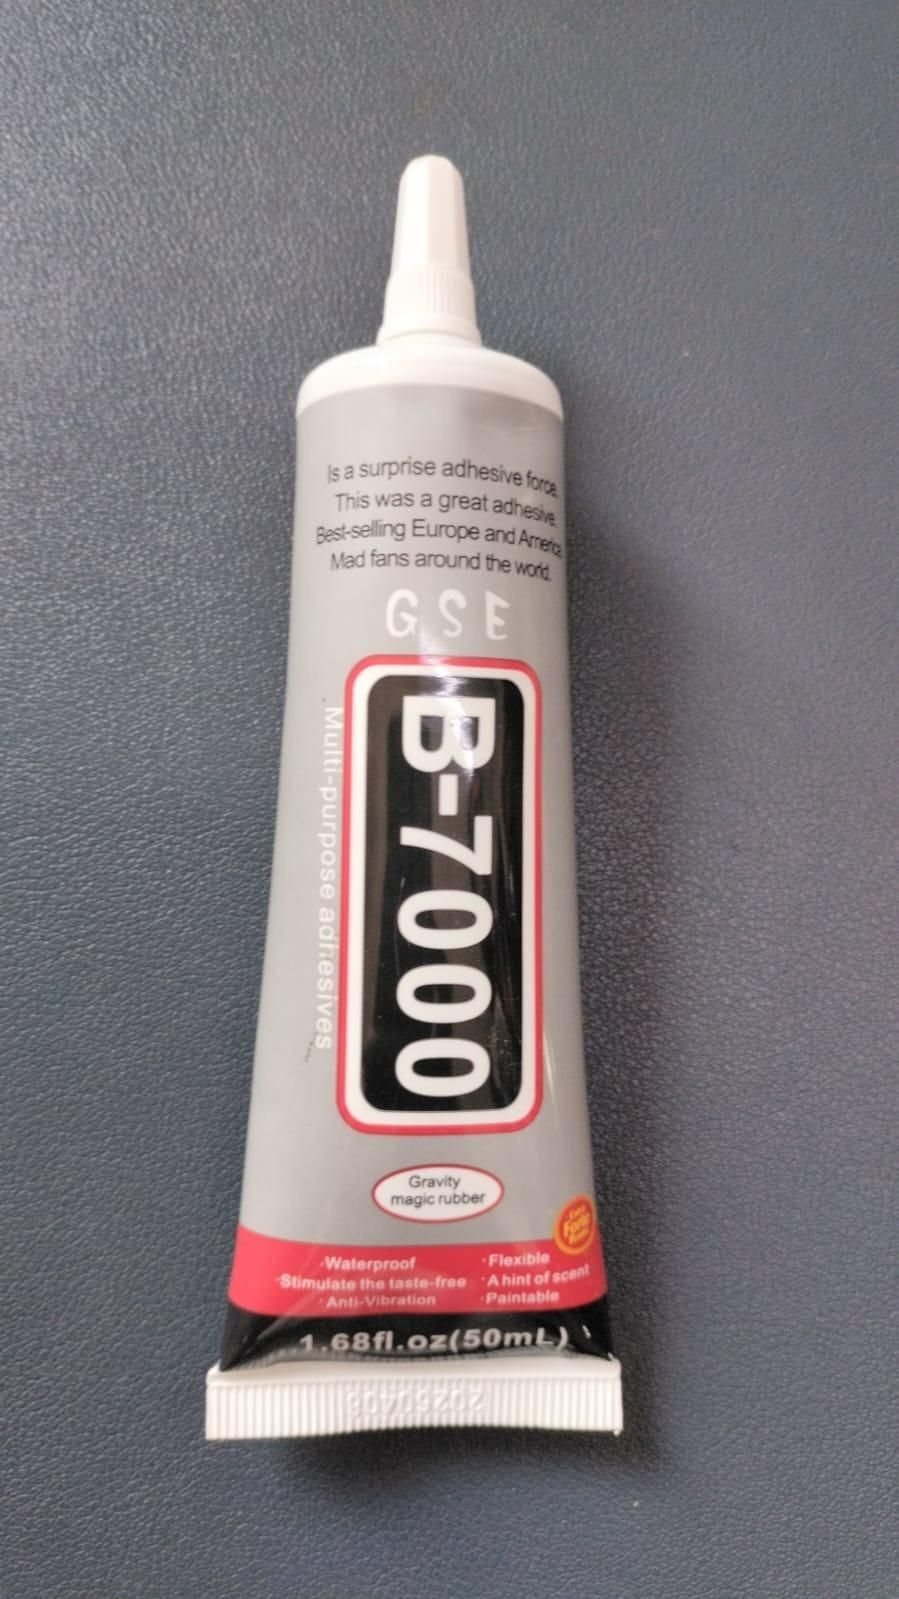 Is a surprise adhesive force.
This was a great adhesive.
Best-selling Europe and America
Mad fans around the world.
GSE
B-7000
Multi-purpose adhesives
Gravity
magic rubber
Force
·Waterproof
·Stimulate the taste-free
·Anti-Vibration
·Flexible
·A hint of scent
·Paintable
1.68fl.oz(50mL)